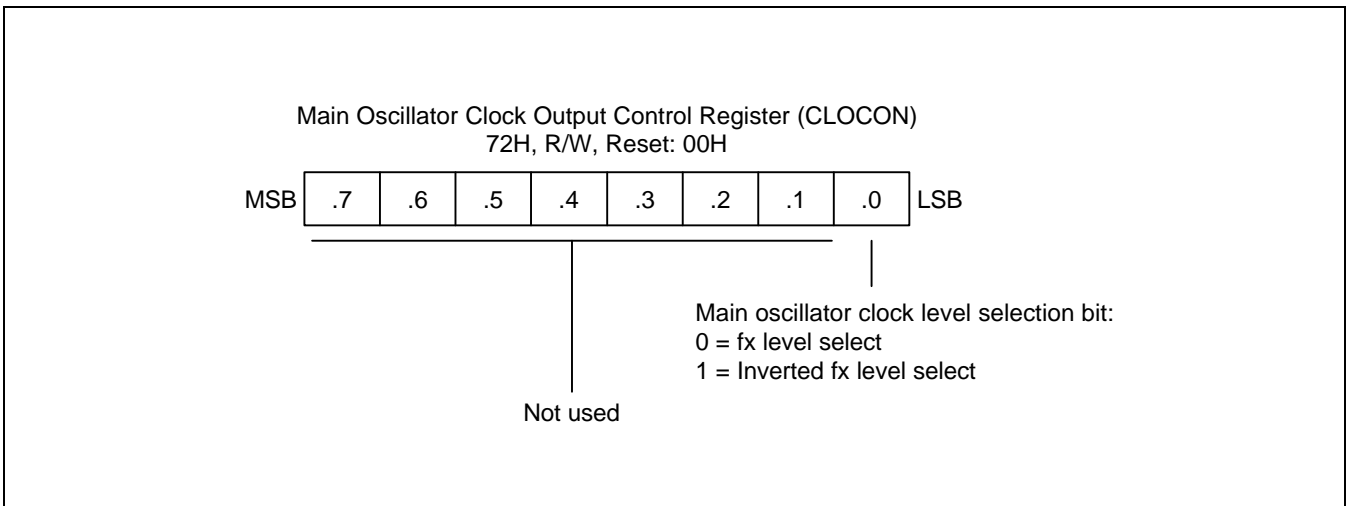 Main Oscillator Clock Output Control Register (CLOCON)
72H, R/W, Reset: 00H
MSB .7 .6 .5 .4 .3 .2 .1 .0 LSB
Main oscillator clock level selection bit:
0 = fx level select
1 = Inverted fx level select
Not used